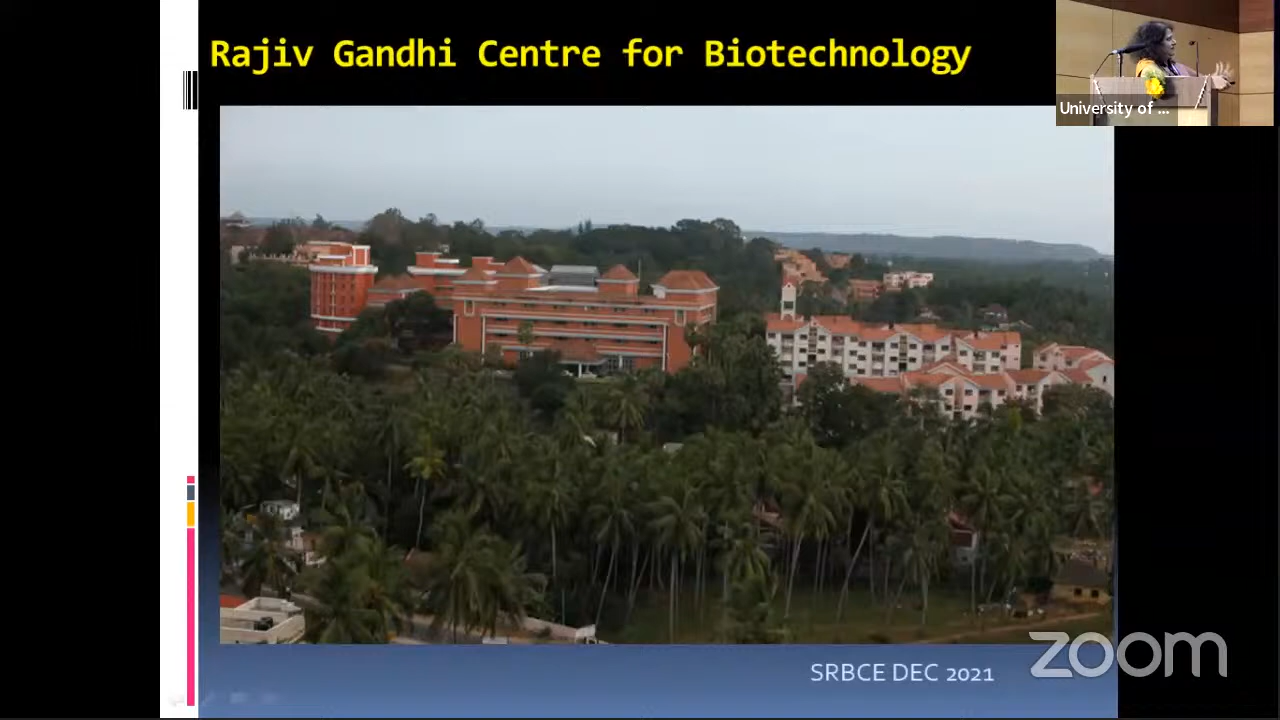 Rajiv Gandhi Centre for Biotechnology
University of ...
SRBCE DEC 2021
zoom